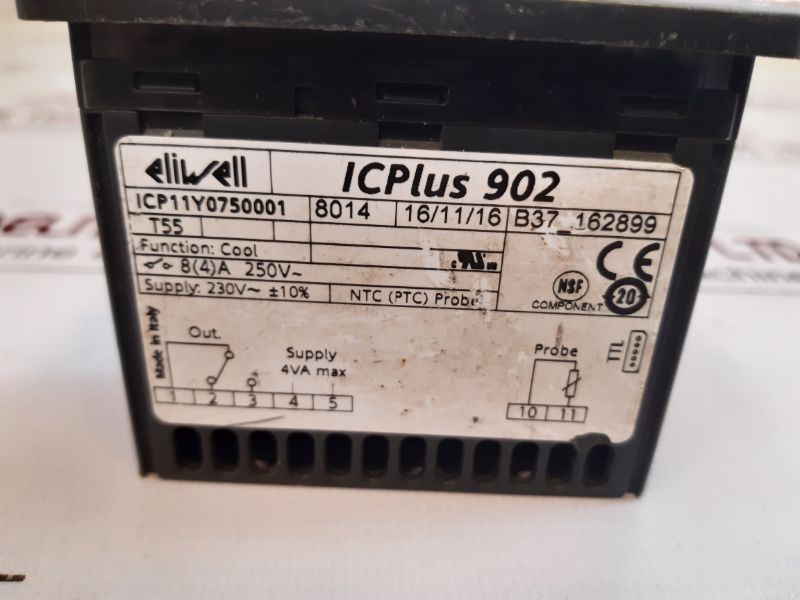 eliwell ICPlus 902
ICP11Y0750001 8014 16/11/16 B37_162899
T55
Function: Cool
c UL us
8(4)A 250V~
CE
NSF
COMPONENT
20
Supply: 230V~ ±10% NTC (PTC) Probe
Made in Italy
Out.
Supply
4VA max
Probe
TTL
1 2 3 4 5
10 11